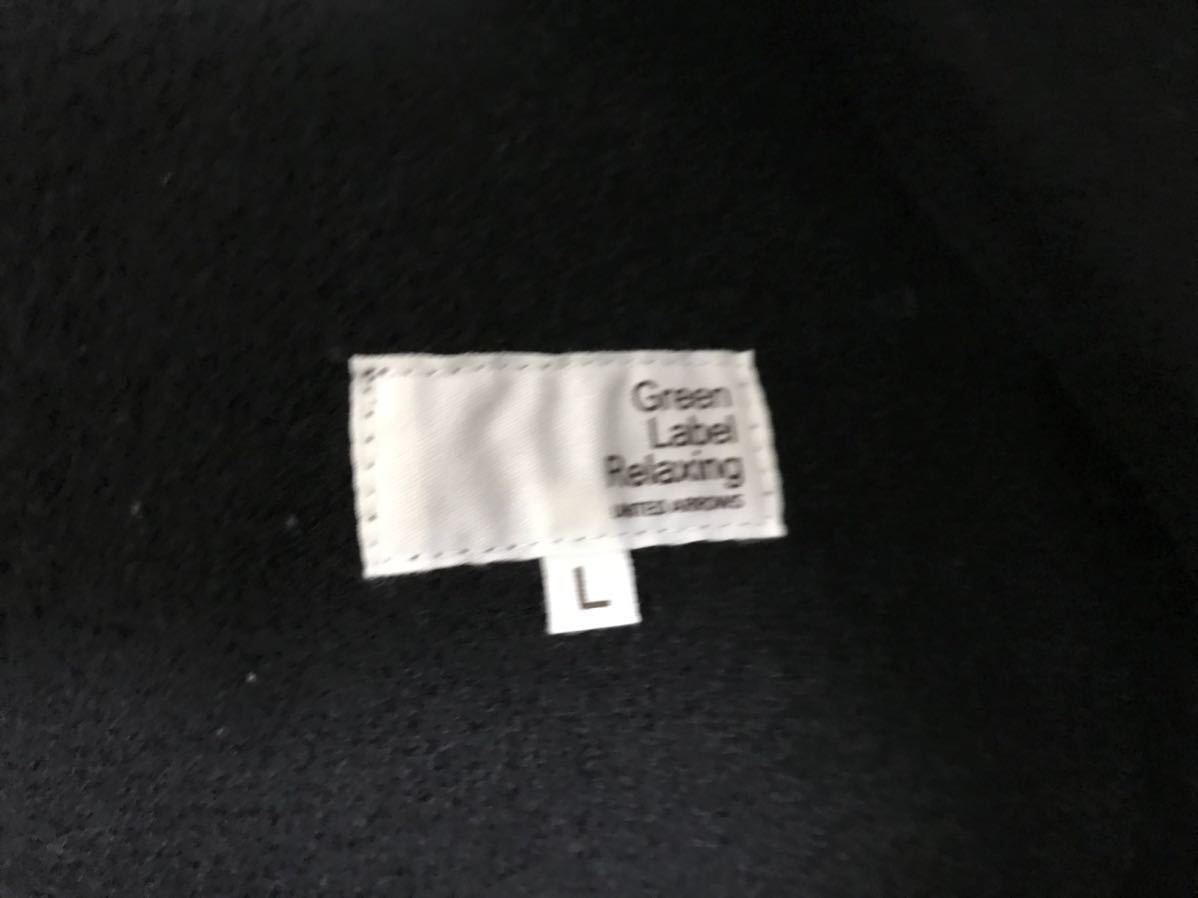 Green
Label
Relaxing
UNITED ARROWS
L